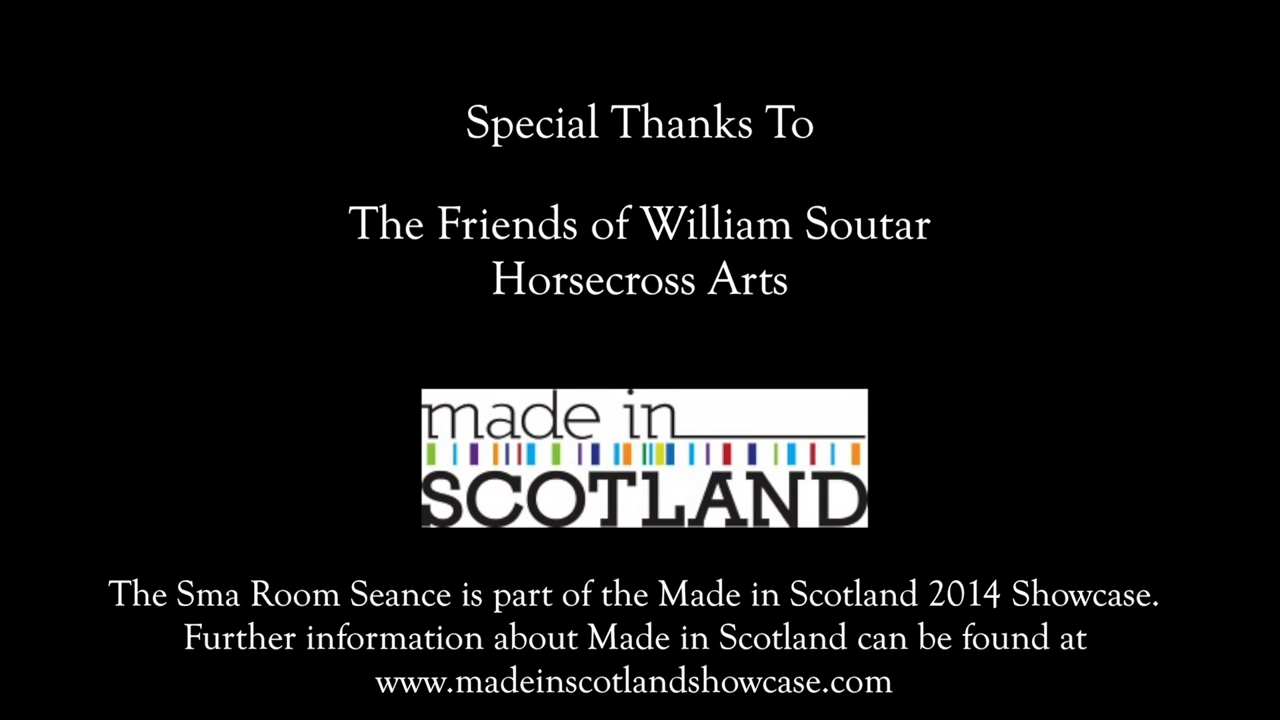 Special Thanks To
The Friends of William Soutar
Horsecross Arts
made in
SCOTLAND
The Sma Room Seance is part of the Made in Scotland 2014 Showcase.
Further information about Made in Scotland can be found at
www.madeinscotlandshowcase.com